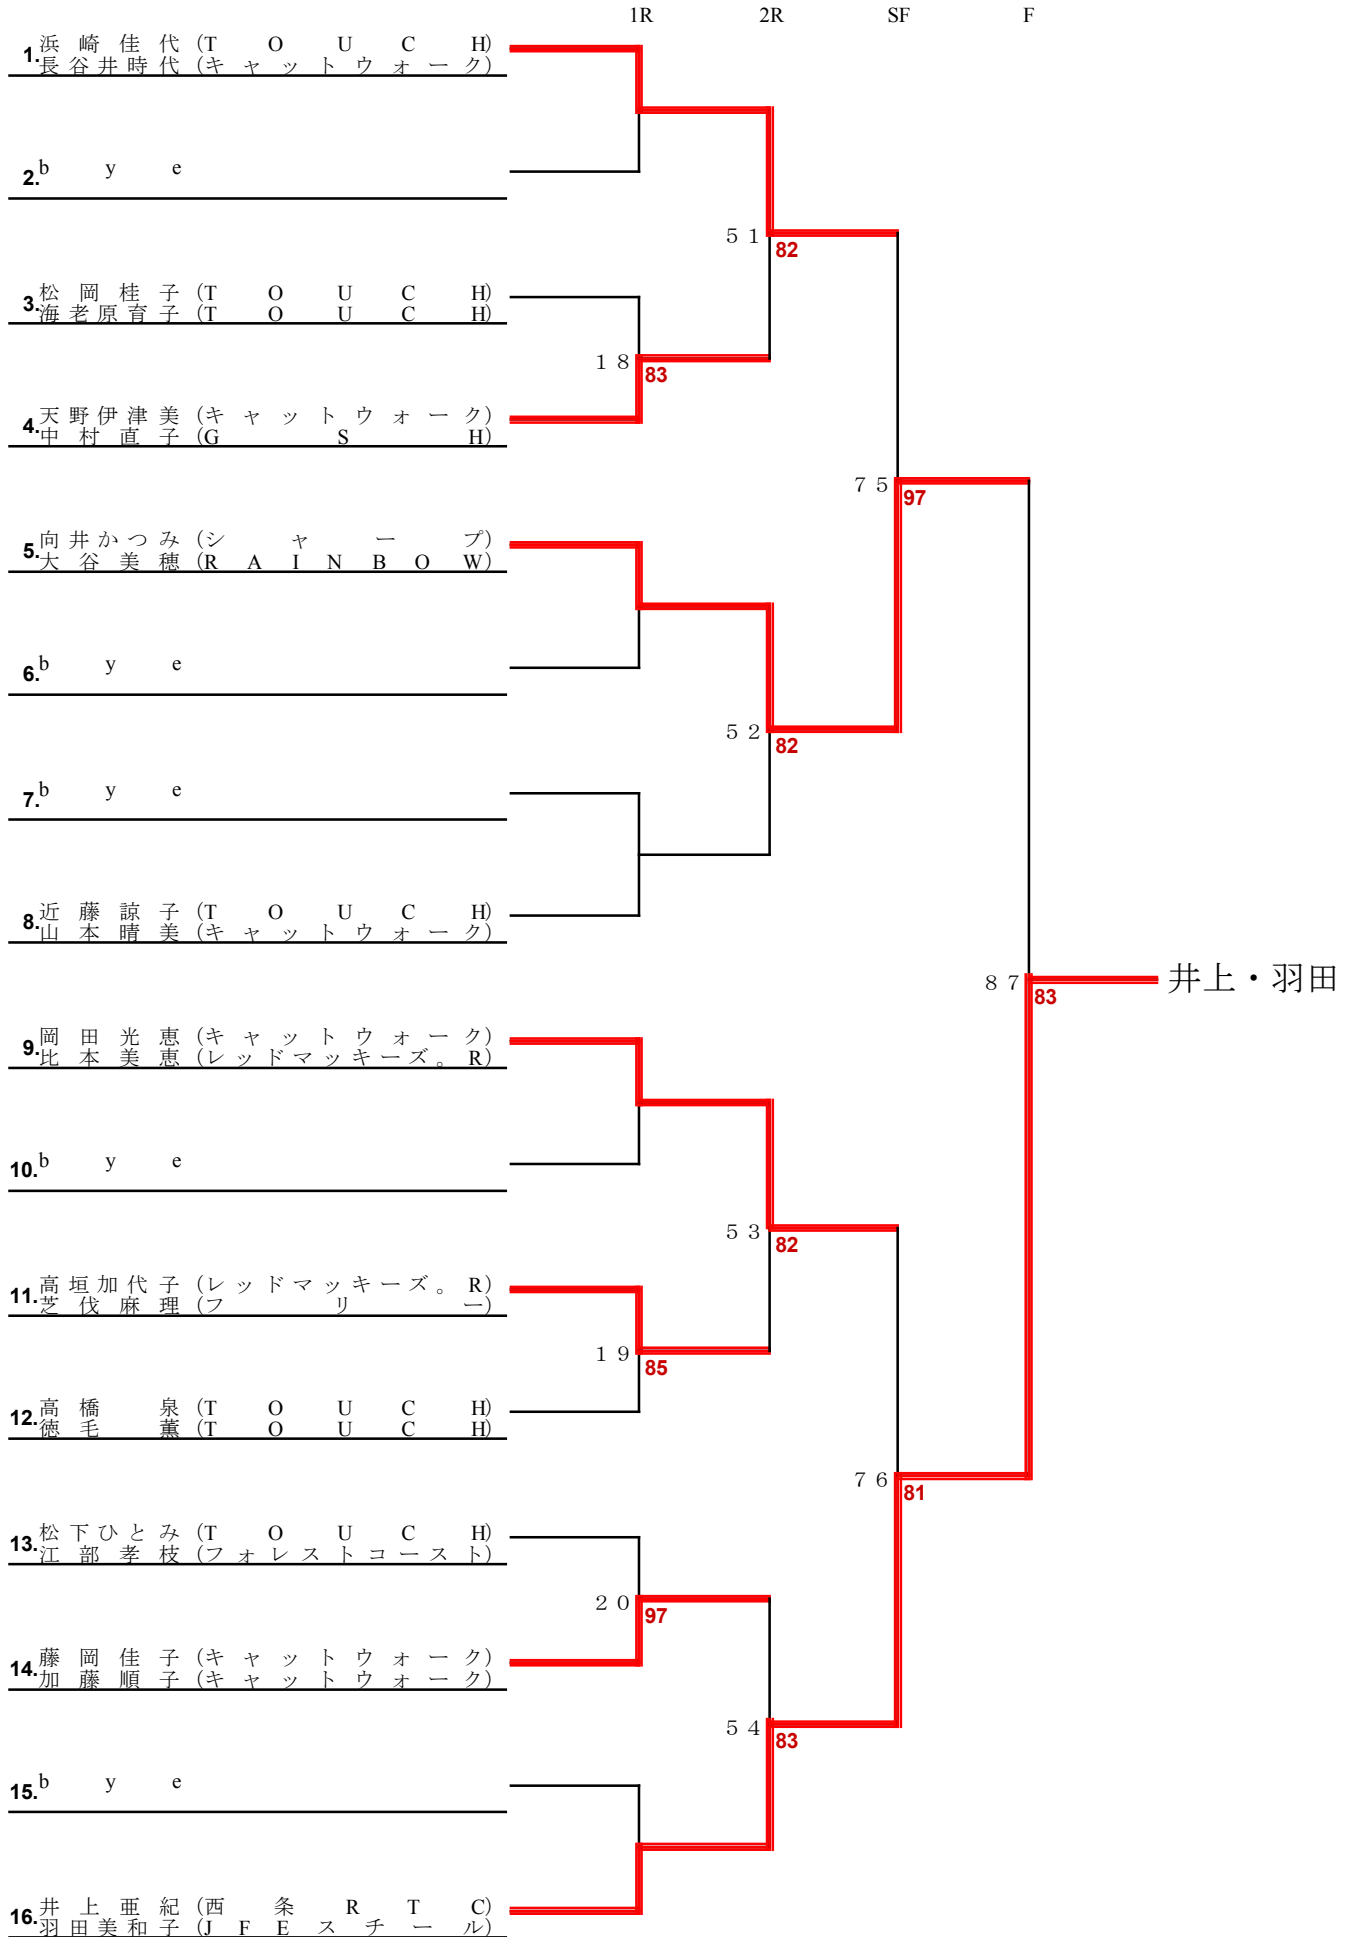 1R 2R SF F
1. 浜崎佳代 (TOUCH)
長谷井時代 (キャットウォーク)
2. bye
51
82
3. 松岡桂子 (TOUCH)
海老原育子 (TOUCH)
18
83
4. 天野伊津美 (キャットウォーク)
中村直子 (GSH)
75
97
5. 向井かつみ (シャープ)
大谷美穂 (RAINBOW)
6. bye
52
82
7. bye
8. 近藤諒子 (TOUCH)
山本晴美 (キャットウォーク)
87
83
井上・羽田
9. 岡田光恵 (キャットウォーク)
比本美恵 (レッドマッキーズ。R)
10. bye
53
82
11. 高垣加代子 (レッドマッキーズ。R)
芝伐麻理 (フリー)
19
85
12. 高橋泉 (TOUCH)
徳毛薫 (TOUCH)
76
81
13. 松下ひとみ (TOUCH)
江部孝枝 (フォレストコースト)
20
97
14. 藤岡佳子 (キャットウォーク)
加藤順子 (キャットウォーク)
54
83
15. bye
16. 井上亜紀 (西条RTC)
羽田美和子 (JFEスチール)